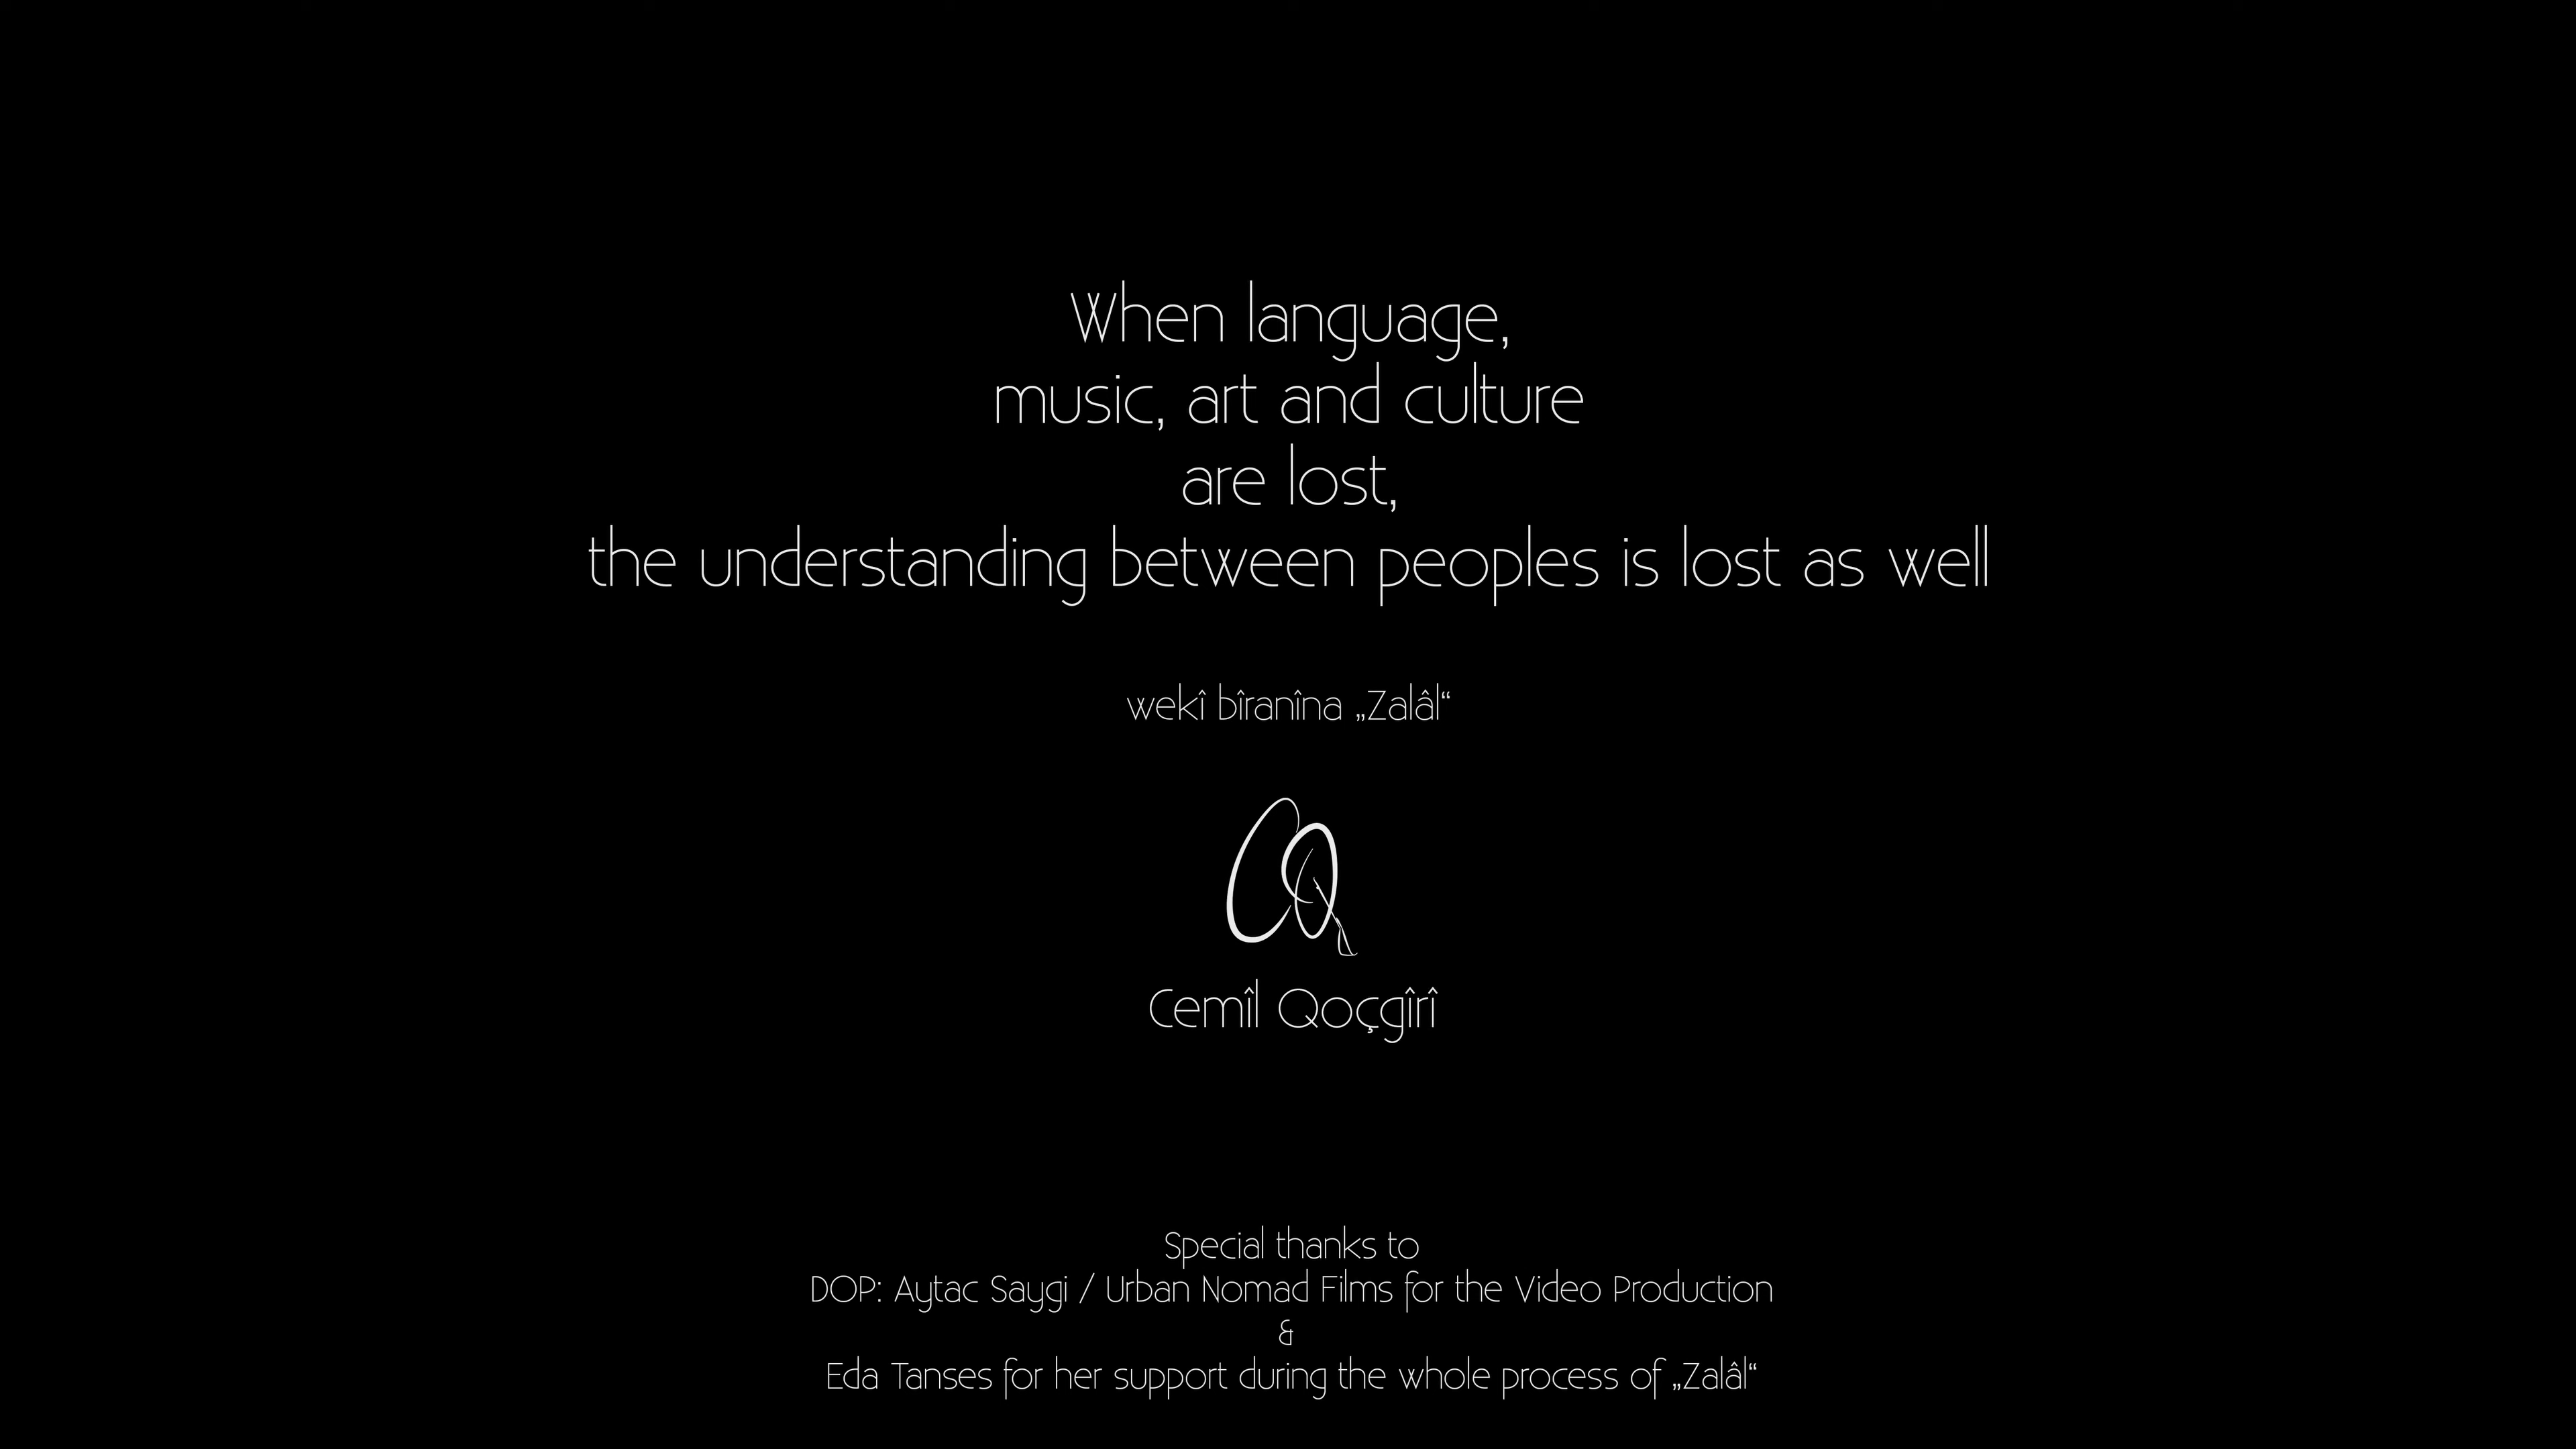 When language,
music, art and culture
are lost,
the understanding between peoples is lost as well
wekî bîranîna „Zalâl“
CQ
Cemîl Qoçgîrî
Special thanks to
DOP: Aytac Saygi / Urban Nomad Films for the Video Production
&
Eda Tanses for her support during the whole process of „Zalâl“